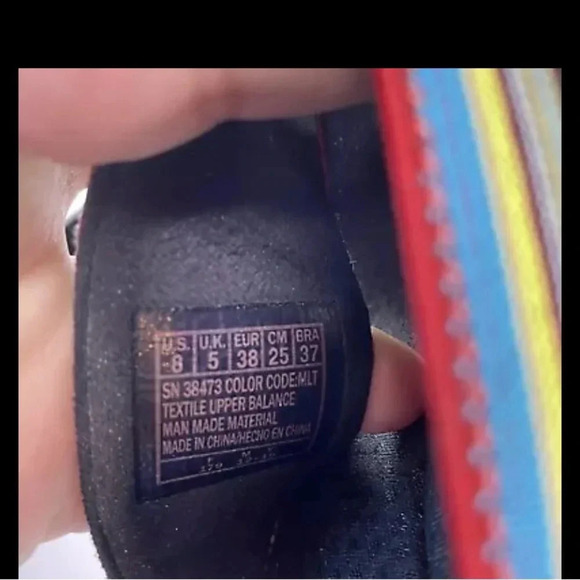 U.S. U.K. EUR CM BRA
8 5 38 25 37
SN 38473 COLOR CODE:MLT
TEXTILE UPPER BALANCE
MAN MADE MATERIAL
MADE IN CHINA/HECHO EN CHINA